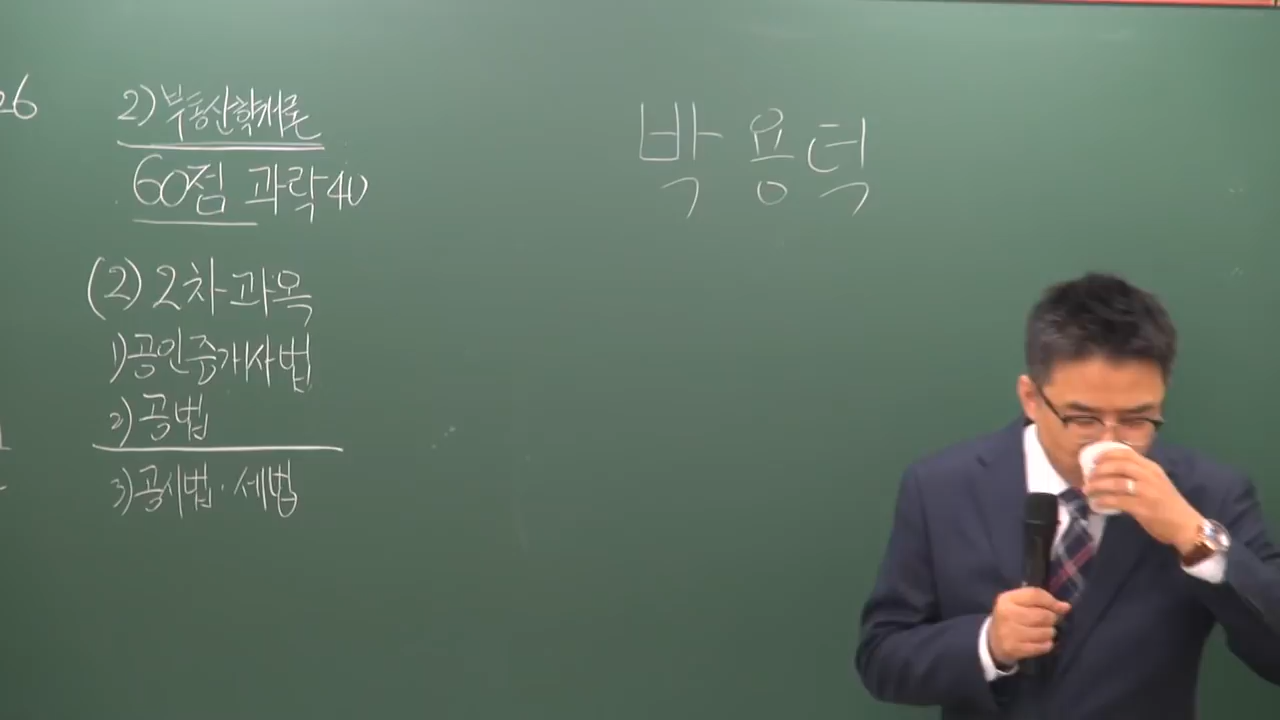 26
2) 부동산학개론
60점 과락 40
(2) 2차 과목
1) 공인중개사법
2) 공법
3) 공시법 · 세법
박용덕